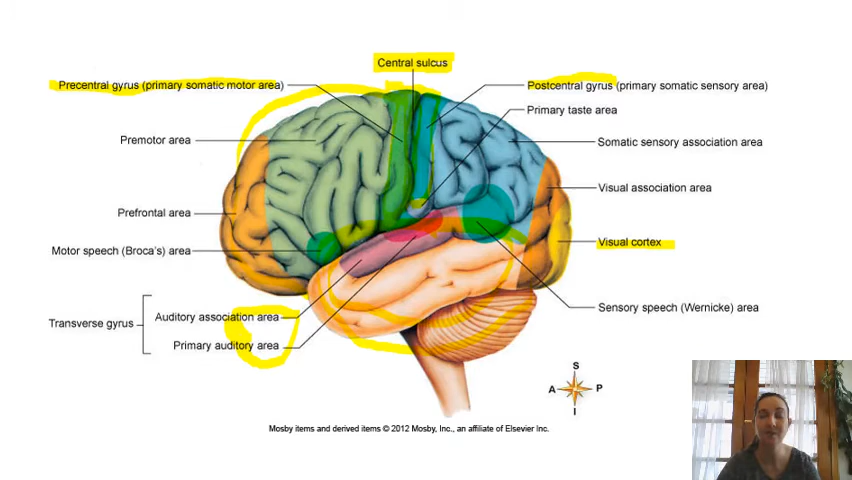 Central sulcus
Precentral gyrus (primary somatic motor area)
Postcentral gyrus (primary somatic sensory area)
Primary taste area
Premotor area
Somatic sensory association area
Visual association area
Prefrontal area
Visual cortex
Motor speech (Broca's) area
Sensory speech (Wernicke) area
Auditory association area
Transverse gyrus
Primary auditory area
S
A P
I
Mosby items and derived items © 2012 Mosby, Inc., an affiliate of Elsevier Inc.